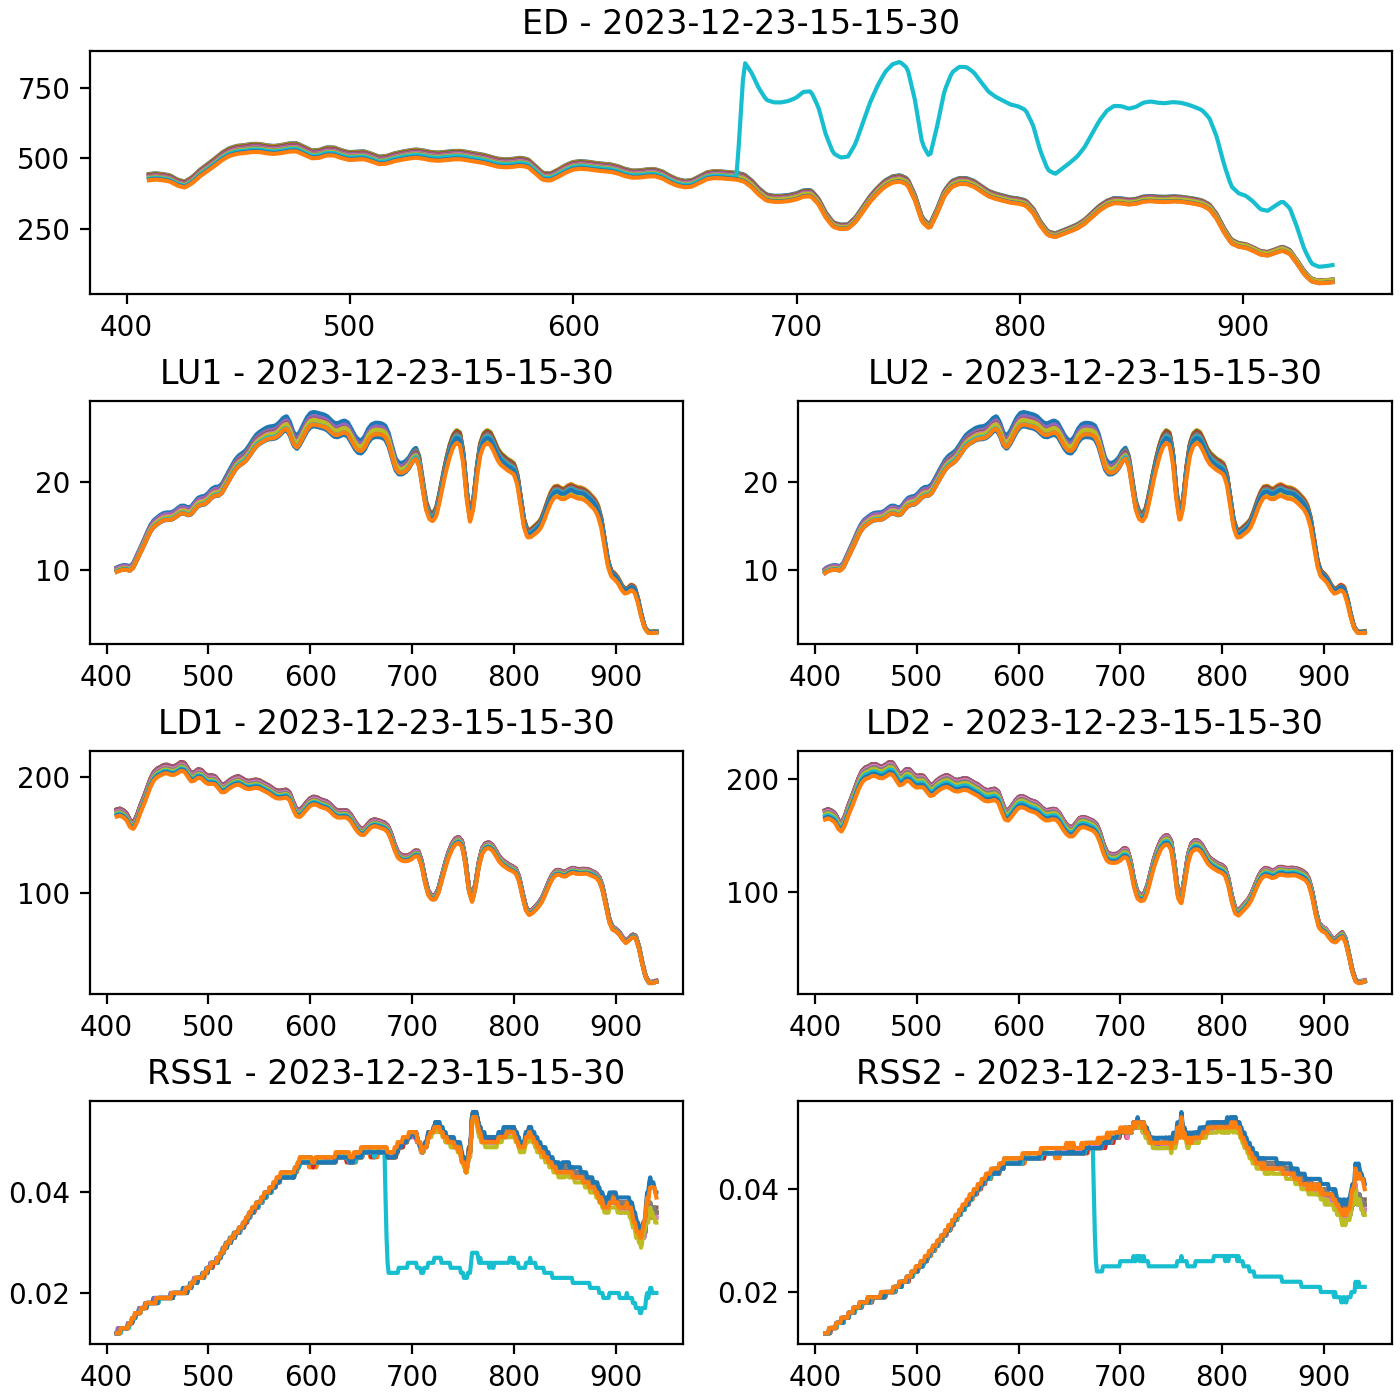 ED - 2023-12-23-15-15-30
750
500
250
400 500 600 700 800 900
LU1 - 2023-12-23-15-15-30
LU2 - 2023-12-23-15-15-30
20
10
400 500 600 700 800 900
20
10
400 500 600 700 800 900
LD1 - 2023-12-23-15-15-30
LD2 - 2023-12-23-15-15-30
200
100
400 500 600 700 800 900
200
100
400 500 600 700 800 900
RSS1 - 2023-12-23-15-15-30
RSS2 - 2023-12-23-15-15-30
0.04
0.02
400 500 600 700 800 900
0.04
0.02
400 500 600 700 800 900